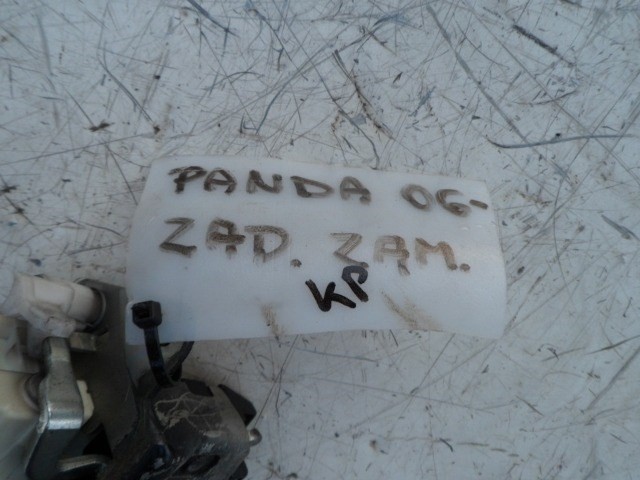 PANDA 06-
ZAD. ZAM.
KP